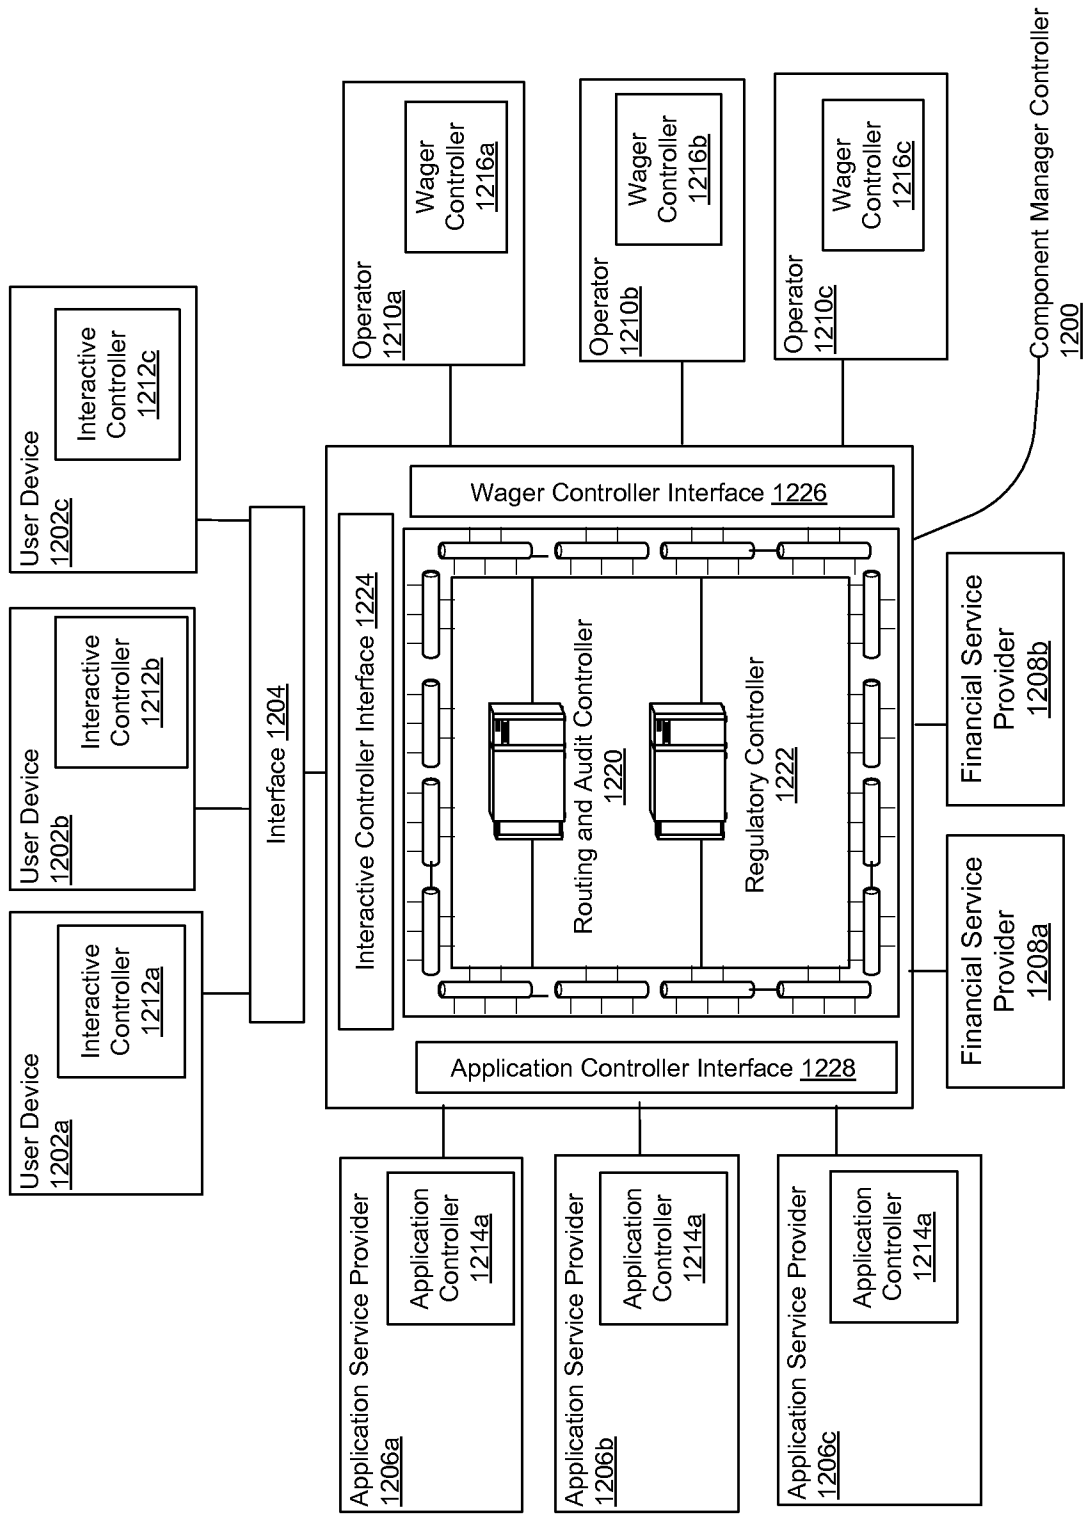 User Device
1202a
Interactive
Controller
1212a
User Device
1202b
Interactive
Controller
1212b
User Device
1202c
Interactive
Controller
1212c
Interface 1204
Application Service Provider
1206a
Application
Controller
1214a
Application Service Provider
1206b
Application
Controller
1214a
Application Service Provider
1206c
Application
Controller
1214a
Application Controller Interface 1228
Interactive Controller Interface 1224
Routing and Audit Controller
1220
Regulatory Controller
1222
Wager Controller Interface 1226
Operator
1210a
Wager
Controller
1216a
Operator
1210b
Wager
Controller
1216b
Operator
1210c
Wager
Controller
1216c
Financial Service
Provider
1208a
Financial Service
Provider
1208b
Component Manager Controller
1200